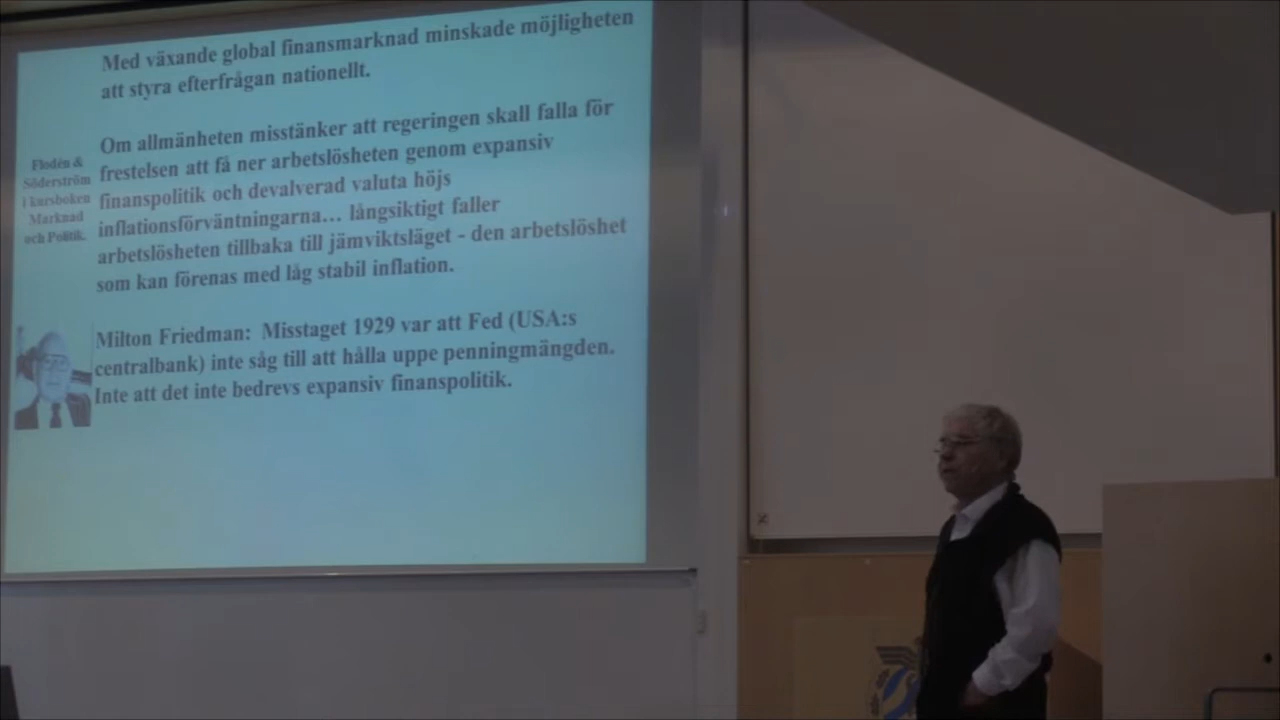 Med växande global finansmarknad minskade möjligheten
att styra efterfrågan nationellt.
Om allmänheten misstänker att regeringen skall falla för
frestelsen att få ner arbetslösheten genom expansiv
finanspolitik och devalverad valuta höjs
inflationsförväntningarna... långsiktigt faller
arbetslösheten tillbaka till jämviktsläget - den arbetslöshet
som kan förenas med låg stabil inflation.
Flodén &
Söderström
i kursboken
Marknad
och Politik.
Milton Friedman: Misstaget 1929 var att Fed (USA:s
centralbank) inte såg till att hålla uppe penningmängden.
Inte att det inte bedrevs expansiv finanspolitik.